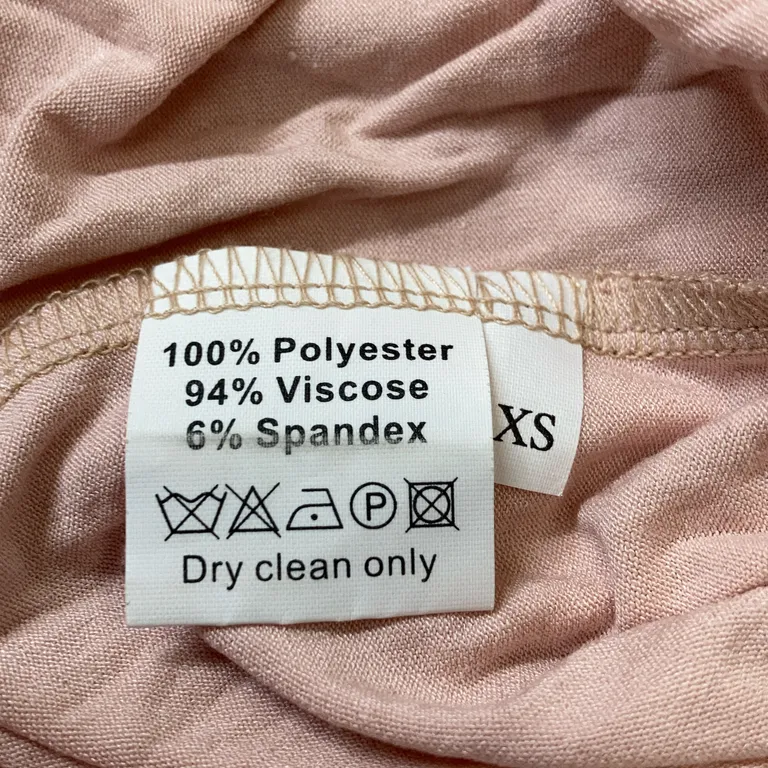 100% Polyester
94% Viscose
6% Spandex
XS
P
Dry clean only